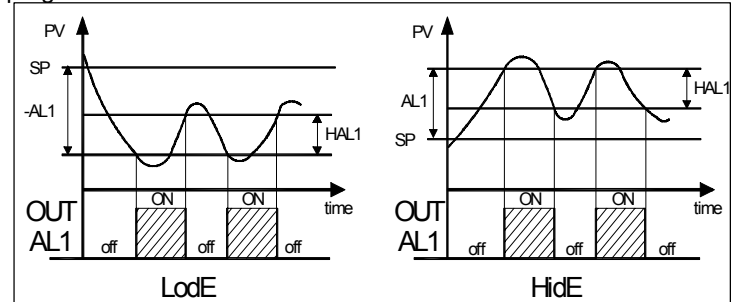 PV
SP
-AL1
HAL1
ON ON
time
OUT
AL1
off off off
LodE
PV
AL1
HAL1
SP
ON ON
time
OUT
AL1
off off off
HidE